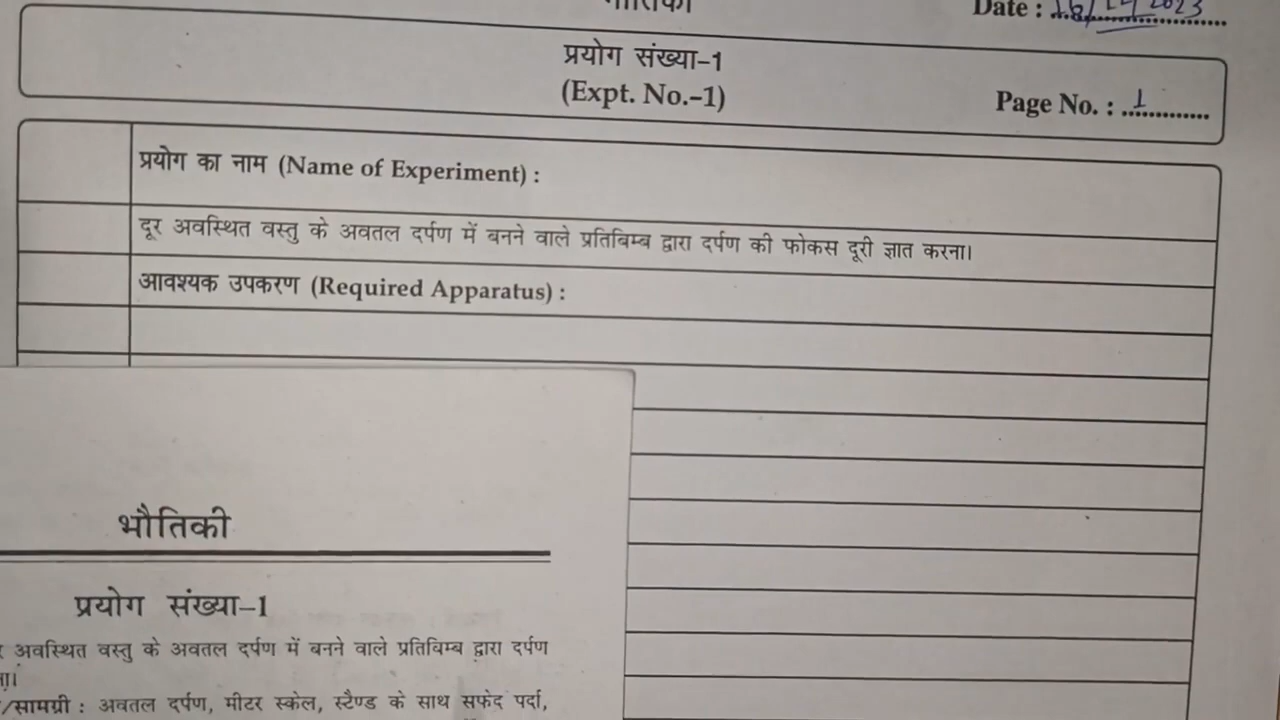 भौतिकी
Date : 18/12/2023
प्रयोग संख्या-1
(Expt. No.-1)
Page No. : 1
प्रयोग का नाम (Name of Experiment) :
दूर अवस्थित वस्तु के अवतल दर्पण में बनने वाले प्रतिबिम्ब द्वारा दर्पण की फोकस दूरी ज्ञात करना।
आवश्यक उपकरण (Required Apparatus) :
भौतिकी
प्रयोग संख्या-1
अवस्थित वस्तु के अवतल दर्पण में बनने वाले प्रतिबिम्ब द्वारा दर्पण
/सामग्री : अवतल दर्पण, मीटर स्केल, स्टैण्ड के साथ सफेद पर्दा,